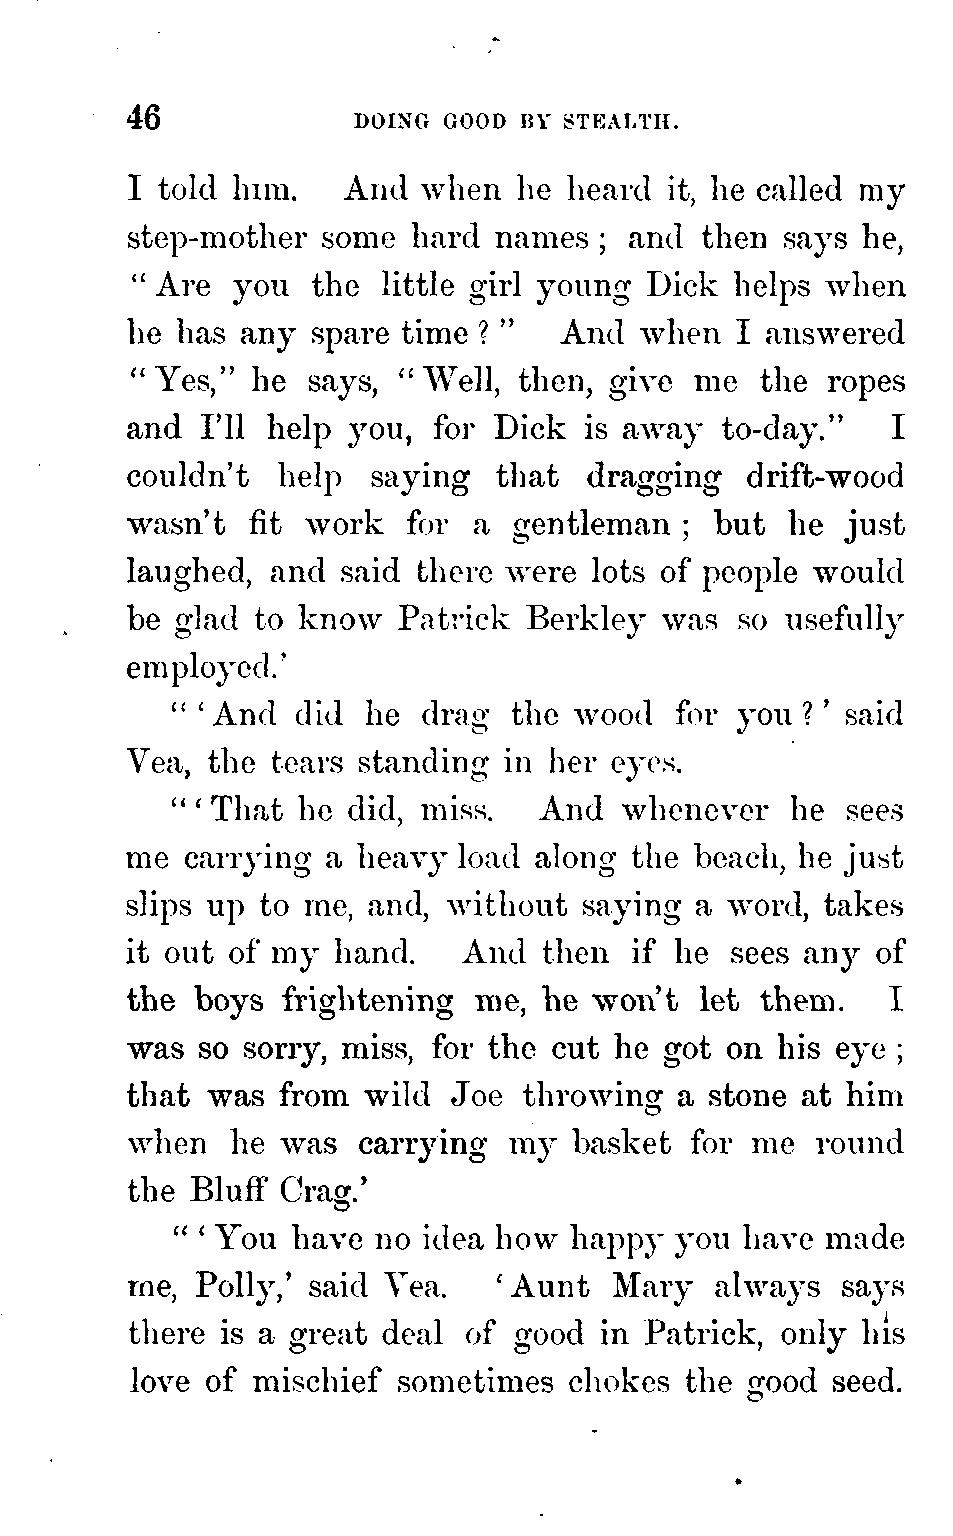 46 DOING GOOD BY STEALTH.
I told him. And when he heard it, he called my
step-mother some hard names; and then says he,
"Are you the little girl young Dick helps when
he has any spare time?" And when I answered
"Yes," he says, "Well, then, give me the ropes
and I'll help you, for Dick is away to-day." I
couldn't help saying that dragging drift-wood
wasn't fit work for a gentleman; but he just
laughed, and said there were lots of people would
be glad to know Patrick Berkley was so usefully
employed.'
"'And did he drag the wood for you?' said
Vea, the tears standing in her eyes.
"'That he did, miss. And whenever he sees
me carrying a heavy load along the beach, he just
slips up to me, and, without saying a word, takes
it out of my hand. And then if he sees any of
the boys frightening me, he won't let them. I
was so sorry, miss, for the cut he got on his eye;
that was from wild Joe throwing a stone at him
when he was carrying my basket for me round
the Bluff Crag.'
"'You have no idea how happy you have made
me, Polly,' said Vea. 'Aunt Mary always says
there is a great deal of good in Patrick, only his
love of mischief sometimes chokes the good seed.